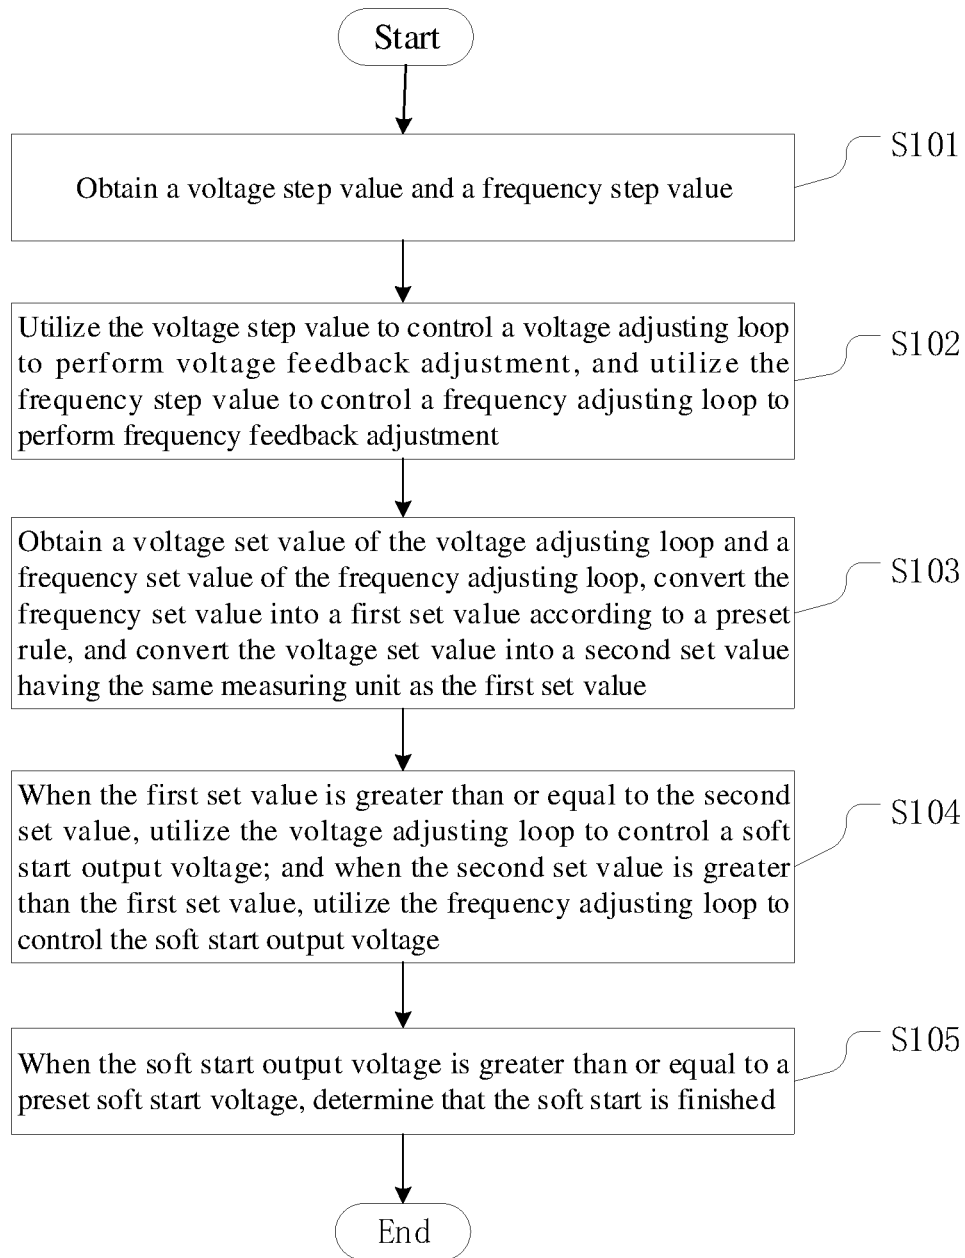 Start
S101
Obtain a voltage step value and a frequency step value
S102
Utilize the voltage step value to control a voltage adjusting loop
to perform voltage feedback adjustment, and utilize the
frequency step value to control a frequency adjusting loop to
perform frequency feedback adjustment
S103
Obtain a voltage set value of the voltage adjusting loop and a
frequency set value of the frequency adjusting loop, convert the
frequency set value into a first set value according to a preset
rule, and convert the voltage set value into a second set value
having the same measuring unit as the first set value
S104
When the first set value is greater than or equal to the second
set value, utilize the voltage adjusting loop to control a soft
start output voltage; and when the second set value is greater
than the first set value, utilize the frequency adjusting loop to
control the soft start output voltage
S105
When the soft start output voltage is greater than or equal to a
preset soft start voltage, determine that the soft start is finished
End